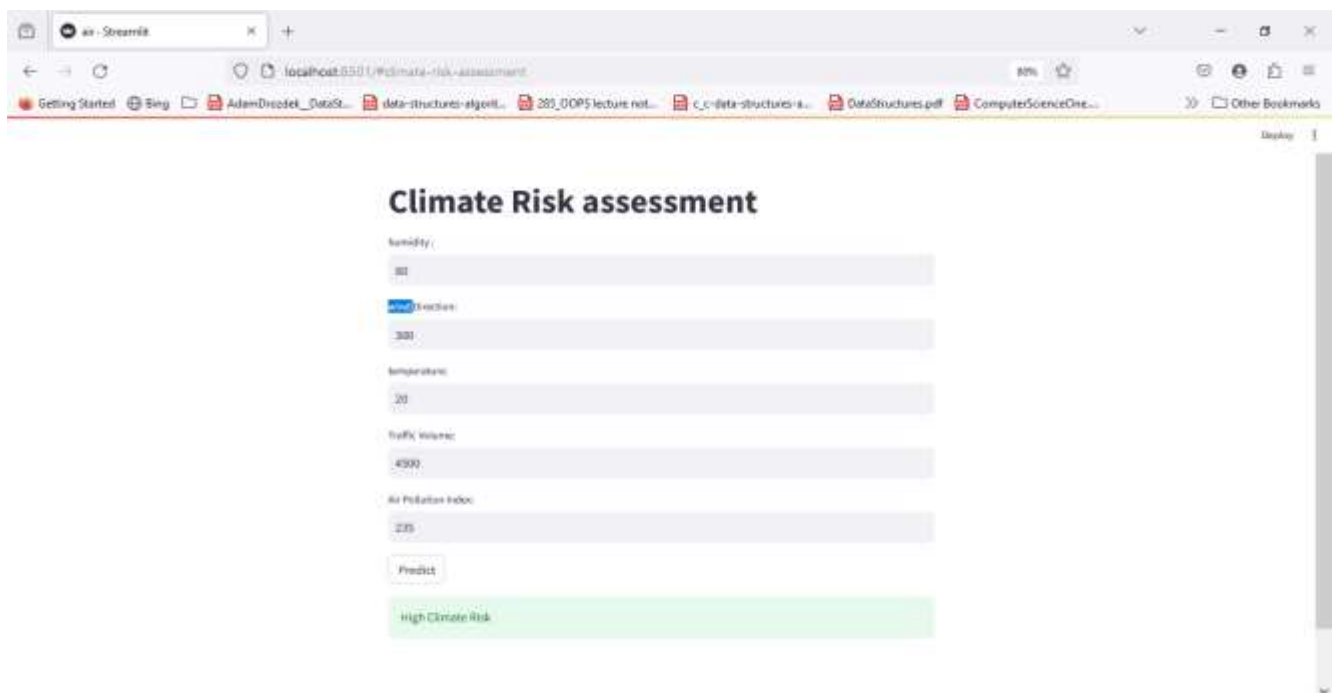 air - Streamlit
localhost:8501/#climate-risk-assessment
80%
Getting Started Bing AdamDrozdek_DataSt... data-structures-algorit... 285_OOPS lecture not... c_c-data-structures-a... DataStructures.pdf ComputerScienceOne... Other Bookmarks
Deploy
Climate Risk assessment
humidity :
80
wind Direction:
300
temperature:
20
Traffic Volume:
4500
Air Pollution Index:
235
Predict
High Climate Risk